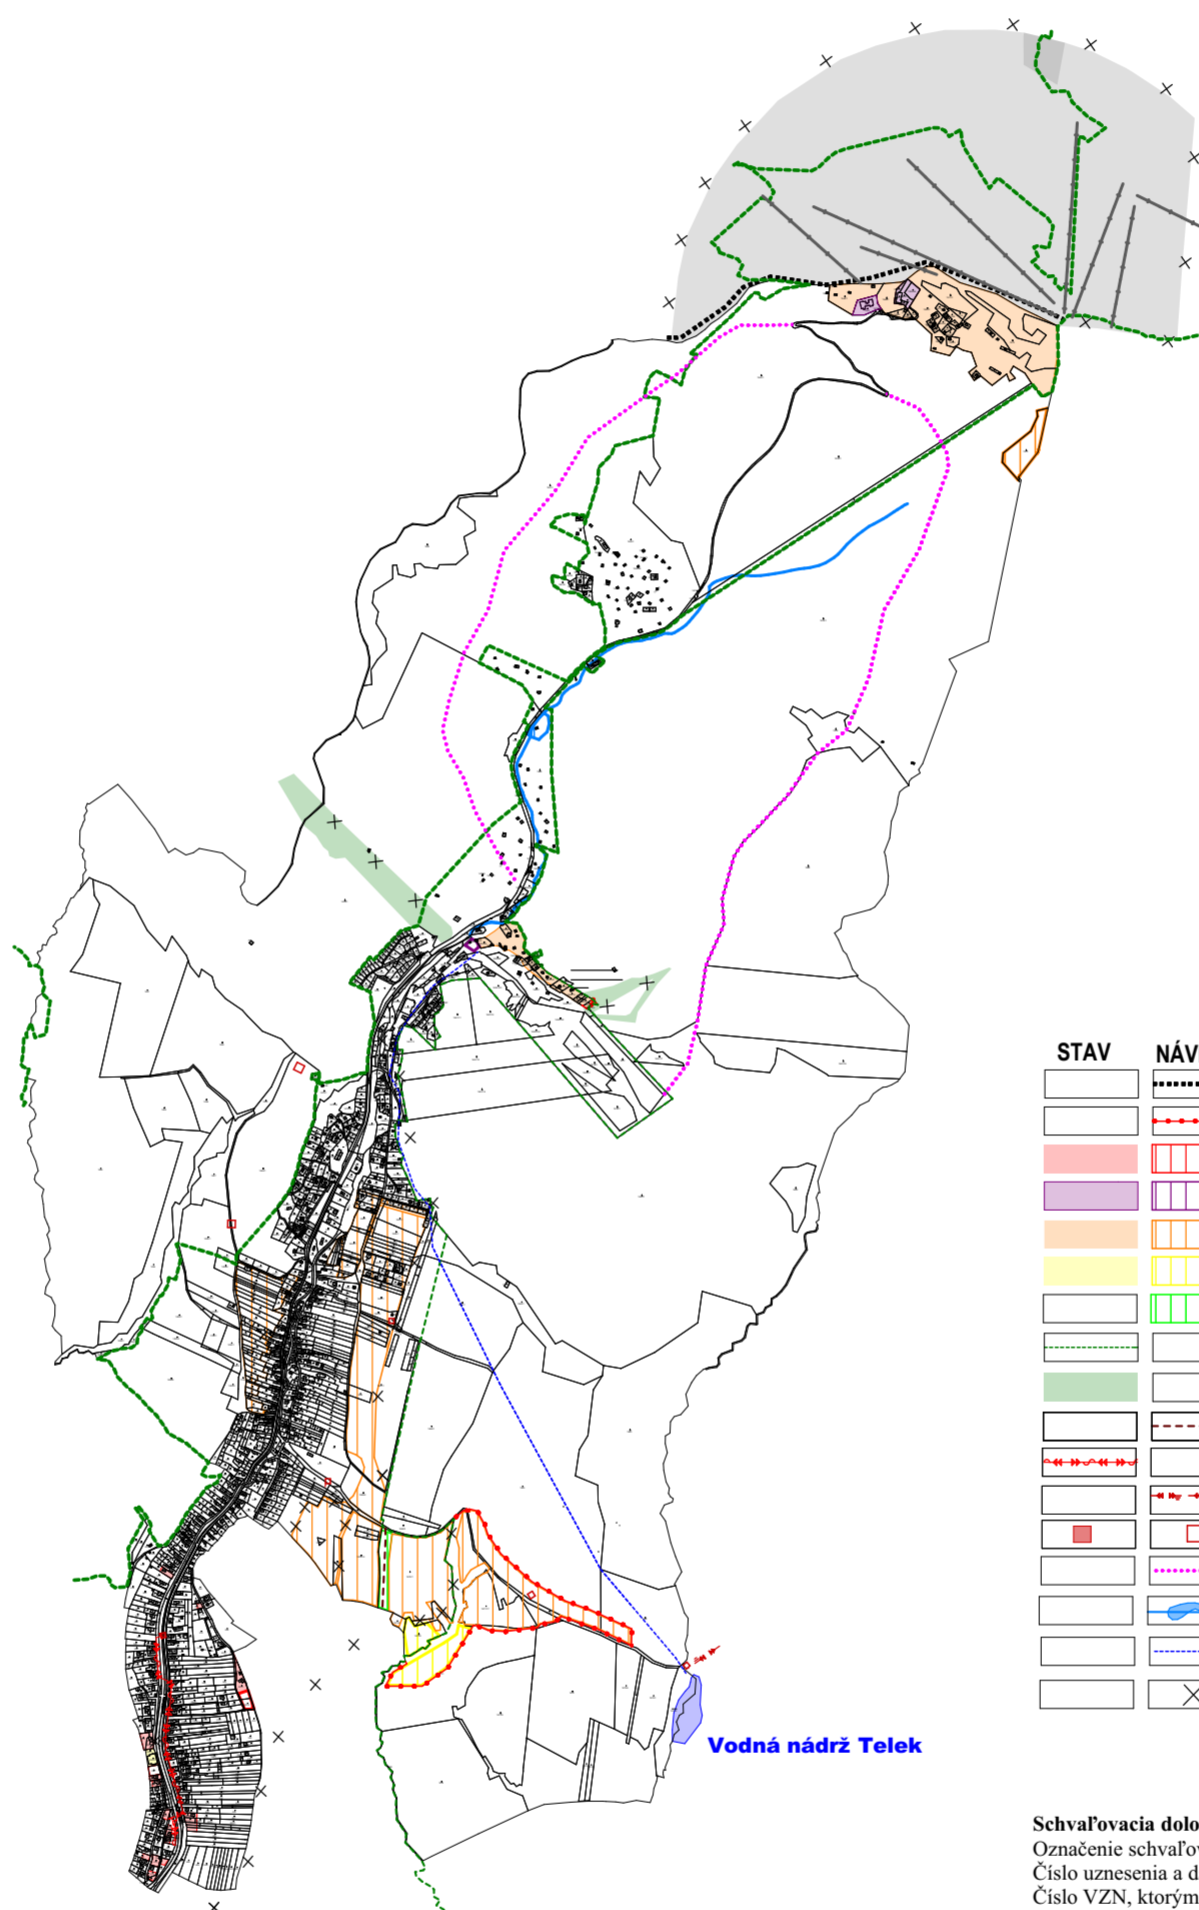 STAV NÁV
Vodná nádrž Telek
Schvaľovacia dolo
Označenie schvaľov
Číslo uznesenia a d
Číslo VZN, ktorým